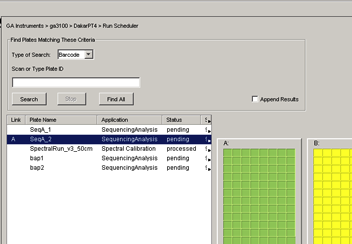 GA Instruments > ga3100 > DakarPT4 > Run Scheduler
Find Plates Matching These Criteria
Type of Search: Barcode
Scan or Type Plate ID
Search Stop Find All Append Results
Link Plate Name Application Status
SeqA_1 SequencingAnalysis pending
A SeqA_2 SequencingAnalysis pending
SpectralRun_v3_50cm Spectral Calibration processed
bap1 SequencingAnalysis pending
bap2 SequencingAnalysis pending
A: B: